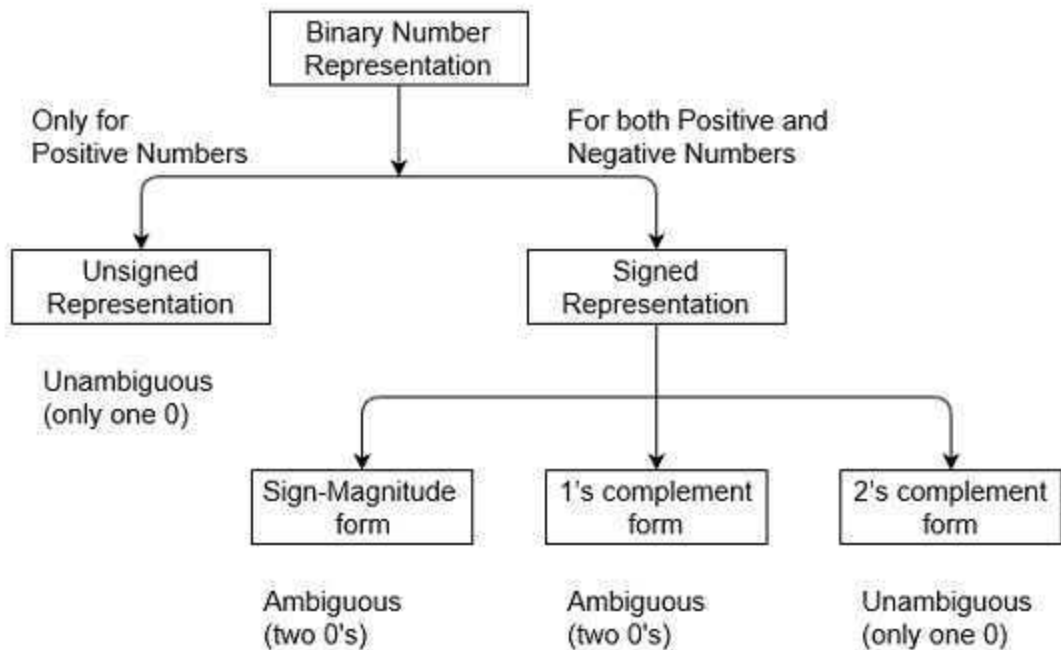 Binary Number
Representation
Only for
Positive Numbers
For both Positive and
Negative Numbers
Unsigned
Representation
Signed
Representation
Unambiguous
(only one 0)
Sign-Magnitude
form
1's complement
form
2's complement
form
Ambiguous
(two 0's)
Ambiguous
(two 0's)
Unambiguous
(only one 0)